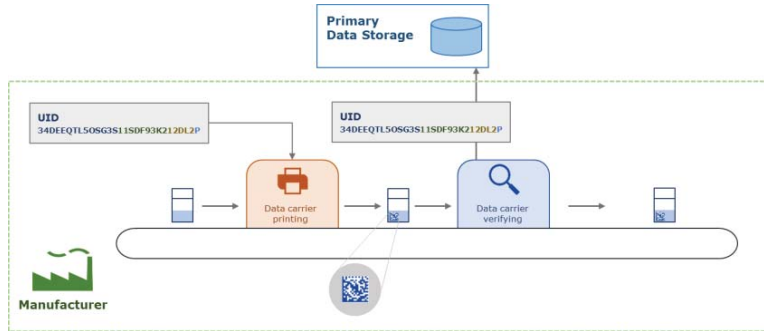 Primary
Data Storage
UID
34DEEQTL5OSG3S11SDF93K212DL2P
UID
34DEEQTL5OSG3S11SDF93K212DL2P
Data carrier
printing
Data carrier
verifying
Manufacturer